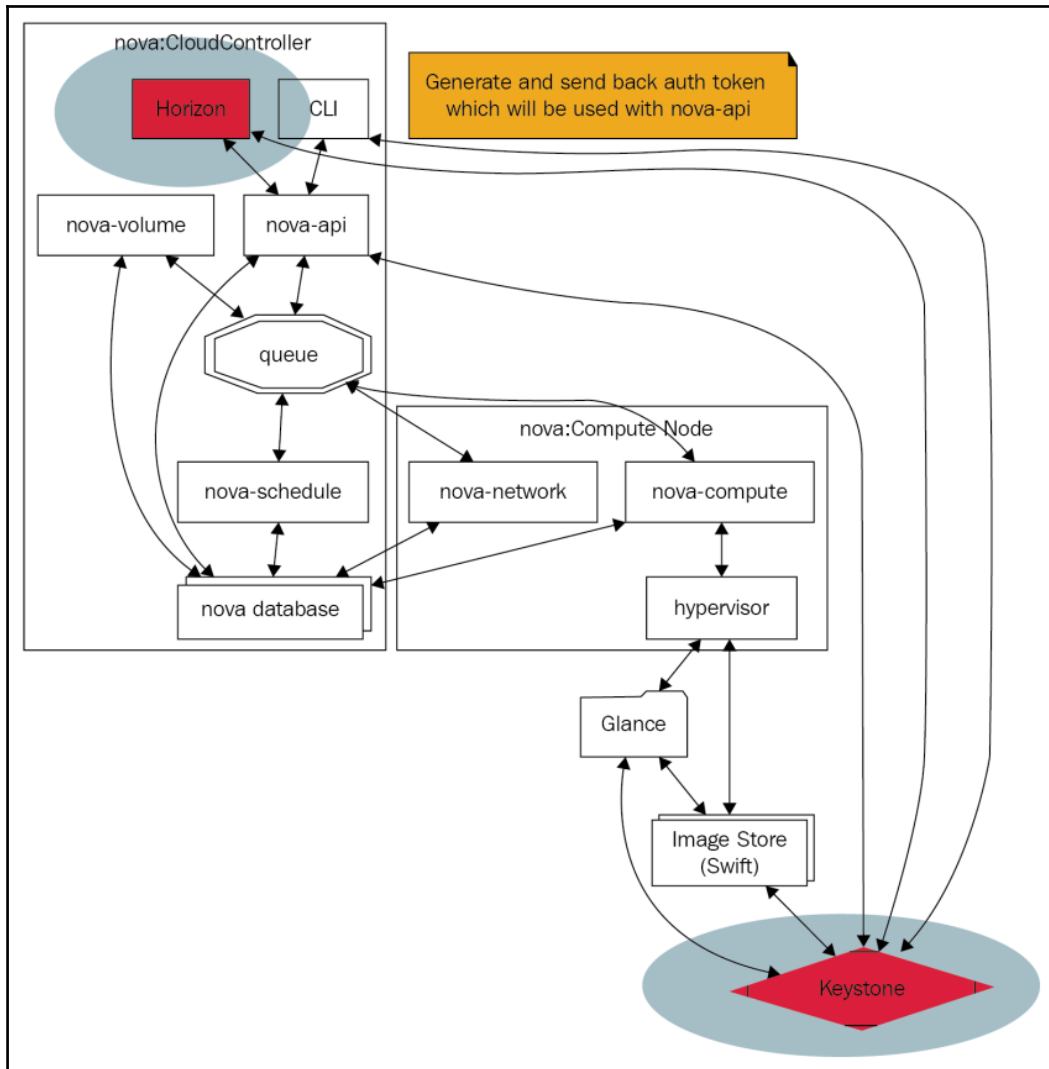 nova:CloudController
Generate and send back auth token
which will be used with nova-api
Horizon
CLI
nova-volume
nova-api
queue
nova:Compute Node
nova-schedule
nova-network
nova-compute
nova database
hypervisor
Glance
Image Store
(Swift)
Keystone